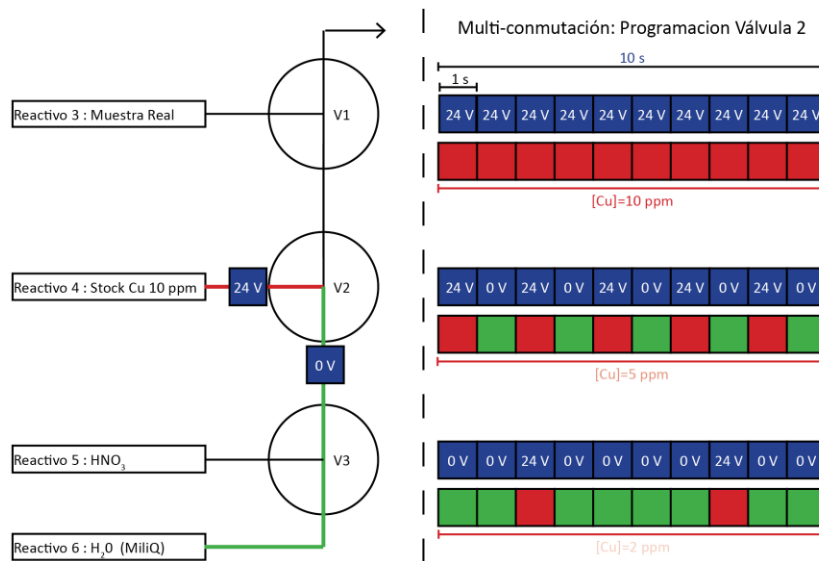 Multi-conmutación: Programacion Válvula 2
10 s
1 s
Reactivo 3 : Muestra Real
V1
24 V 24 V 24 V 24 V 24 V 24 V 24 V 24 V 24 V 24 V
[Cu]=10 ppm
Reactivo 4 : Stock Cu 10 ppm
24 V
V2
0 V
24 V 0 V 24 V 0 V 24 V 0 V 24 V 0 V 24 V 0 V
[Cu]=5 ppm
Reactivo 5 : HNO₃
V3
0 V 0 V 24 V 0 V 0 V 0 V 0 V 24 V 0 V 0 V
Reactivo 6 : H₂0 (MiliQ)
[Cu]=2 ppm